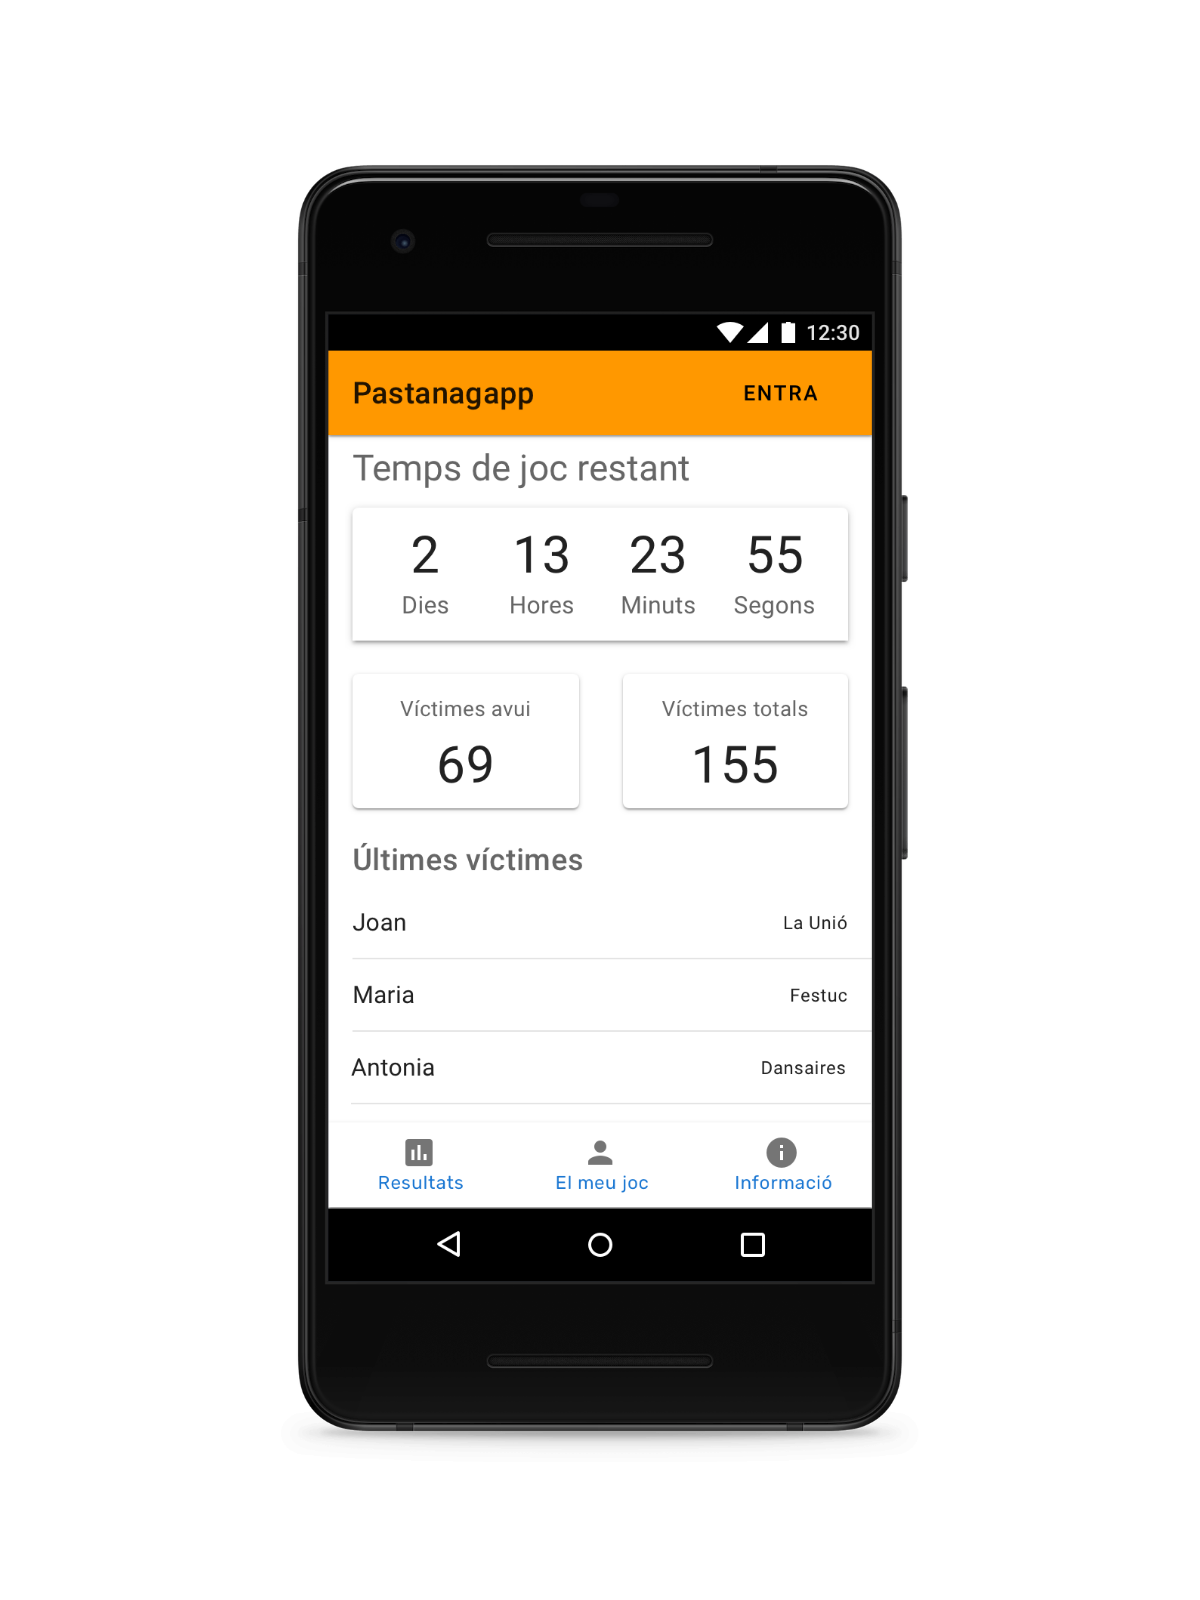 12:30
Pastanagapp ENTRA
Temps de joc restant
2 13 23 55
Dies Hores Minuts Segons
Víctimes avui Víctimes totals
69 155
Últimes víctimes
Joan La Unió
Maria Festuc
Antonia Dansaires
Resultats El meu joc Informació